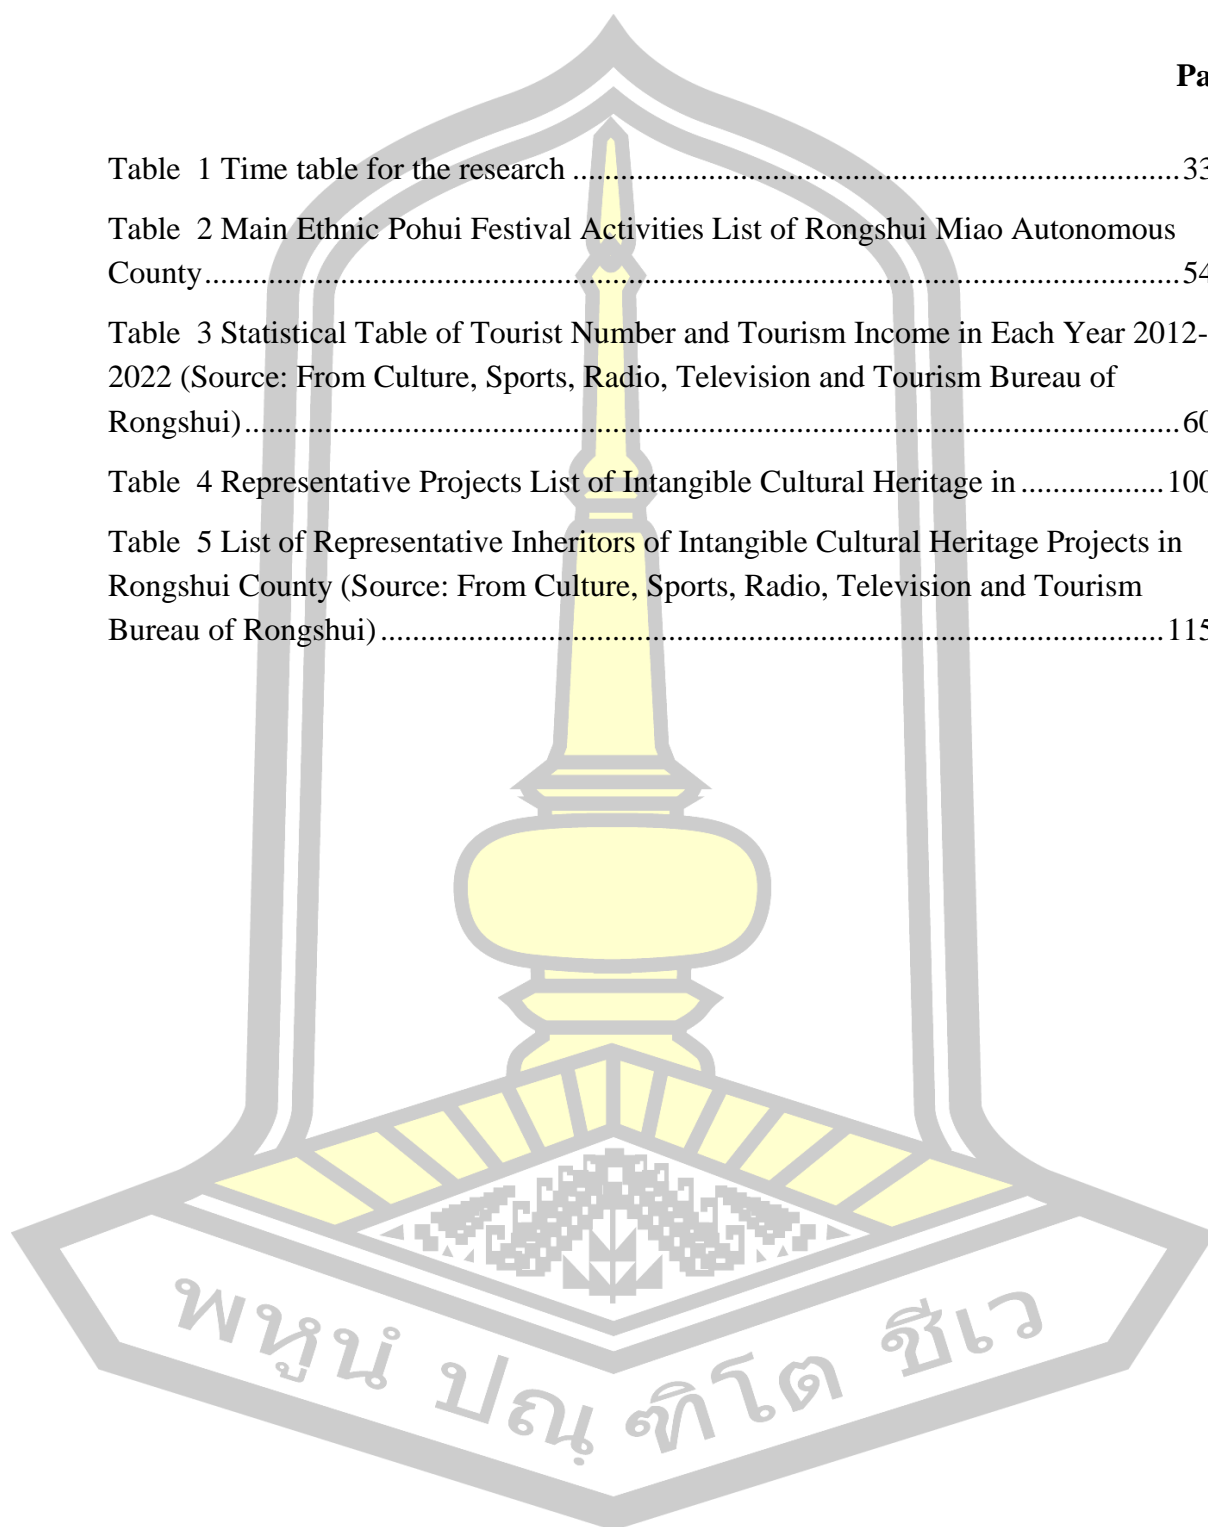 Pa
Table 1 Time table for the research ........................................................................... 33
Table 2 Main Ethnic Pohui Festival Activities List of Rongshui Miao Autonomous
County ........................................................................................................................ 54
Table 3 Statistical Table of Tourist Number and Tourism Income in Each Year 2012-
2022 (Source: From Culture, Sports, Radio, Television and Tourism Bureau of
Rongshui) ................................................................................................................... 60
Table 4 Representative Projects List of Intangible Cultural Heritage in .................. 100
Table 5 List of Representative Inheritors of Intangible Cultural Heritage Projects in
Rongshui County (Source: From Culture, Sports, Radio, Television and Tourism
Bureau of Rongshui) ................................................................................................. 115
พหูนํ ปณฺฑิโต ชีเว